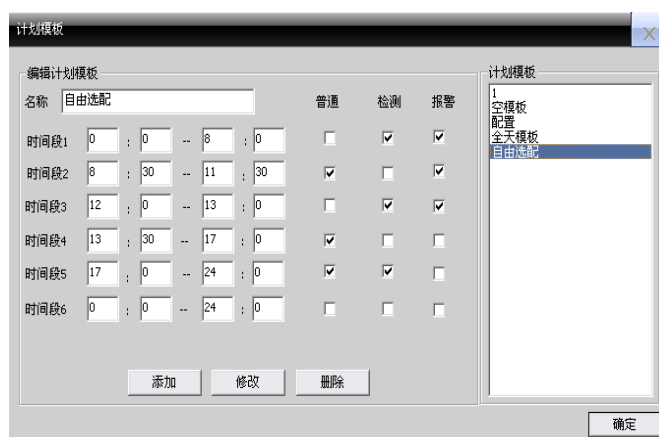 计划模板
编辑计划模板
名称 自由选配 普通 检测 报警
时间段1 0 : 0 -- 8 : 0
时间段2 8 : 30 -- 11 : 30
时间段3 12 : 0 -- 13 : 0
时间段4 13 : 30 -- 17 : 0
时间段5 17 : 0 -- 24 : 0
时间段6 0 : 0 -- 24 : 0
添加 修改 删除
计划模板
1
空模板
配置
全天模板
自由选配
确定